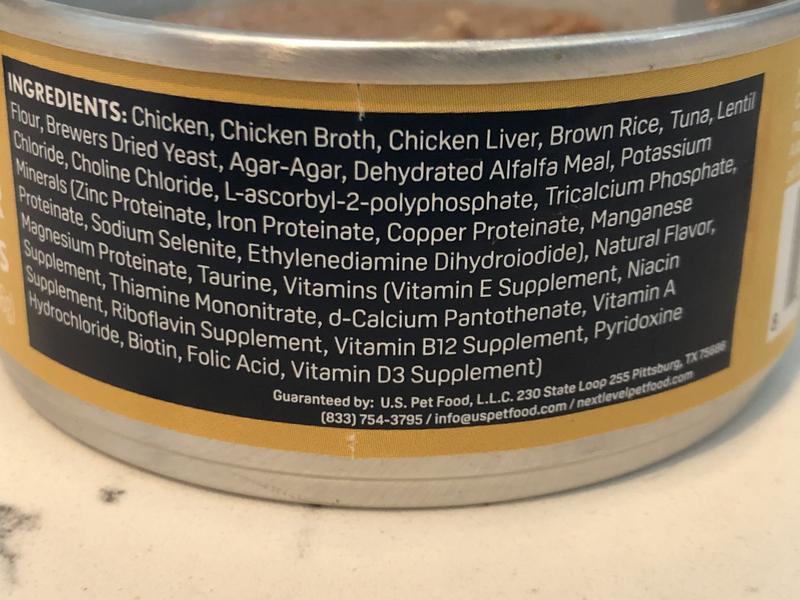 INGREDIENTS: Chicken, Chicken Broth, Chicken Liver, Brown Rice, Tuna, Lentil
Flour, Brewers Dried Yeast, Agar-Agar, Dehydrated Alfalfa Meal, Potassium
Chloride, Choline Chloride, L-ascorbyl-2-polyphosphate, Tricalcium Phosphate,
Minerals (Zinc Proteinate, Iron Proteinate, Copper Proteinate, Manganese
Proteinate, Sodium Selenite, Ethylenediamine Dihydroiodide), Natural Flavor,
Magnesium Proteinate, Taurine, Vitamins (Vitamin E Supplement, Niacin
Supplement, Thiamine Mononitrate, d-Calcium Pantothenate, Vitamin A
Supplement, Riboflavin Supplement, Vitamin B12 Supplement, Pyridoxine
Hydrochloride, Biotin, Folic Acid, Vitamin D3 Supplement)
Guaranteed by: U.S. Pet Food, L.L.C. 230 State Loop 255 Pittsburg, TX 75686
(833) 754-3795 / info@uspetfood.com / nextlevelpetfood.com
8